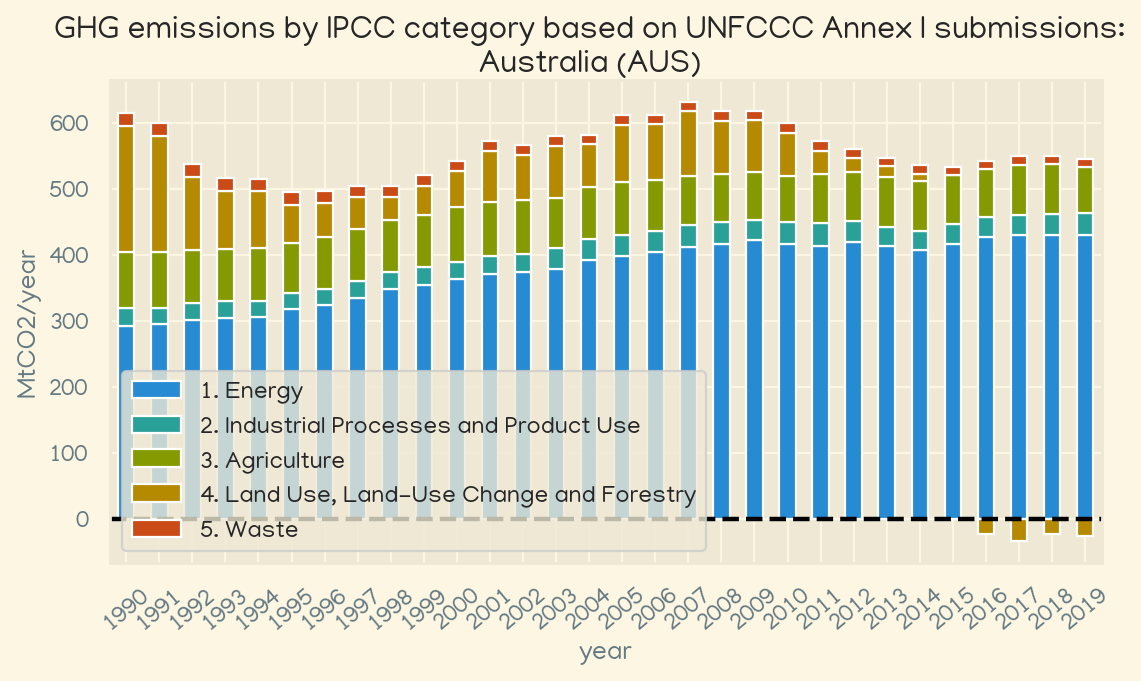 GHG emissions by IPCC category based on UNFCCC Annex I submissions:
Australia (AUS)
MtCO2/year
600
500
400
300
200
100
0
1. Energy
2. Industrial Processes and Product Use
3. Agriculture
4. Land Use, Land-Use Change and Forestry
5. Waste
1990 1991 1992 1993 1994 1995 1996 1997 1998 1999 2000 2001 2002 2003 2004 2005 2006 2007 2008 2009 2010 2011 2012 2013 2014 2015 2016 2017 2018 2019
year